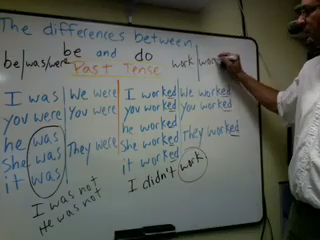 The differences between
be and do
be | was/were
work | work
Past Tense
I was
you were
he was
She was
it was
We were
You were
They were
I worked
you worked
he worked
She worked
it worked
We worked
You worked
They worked
I was not
He was not
I didn't work